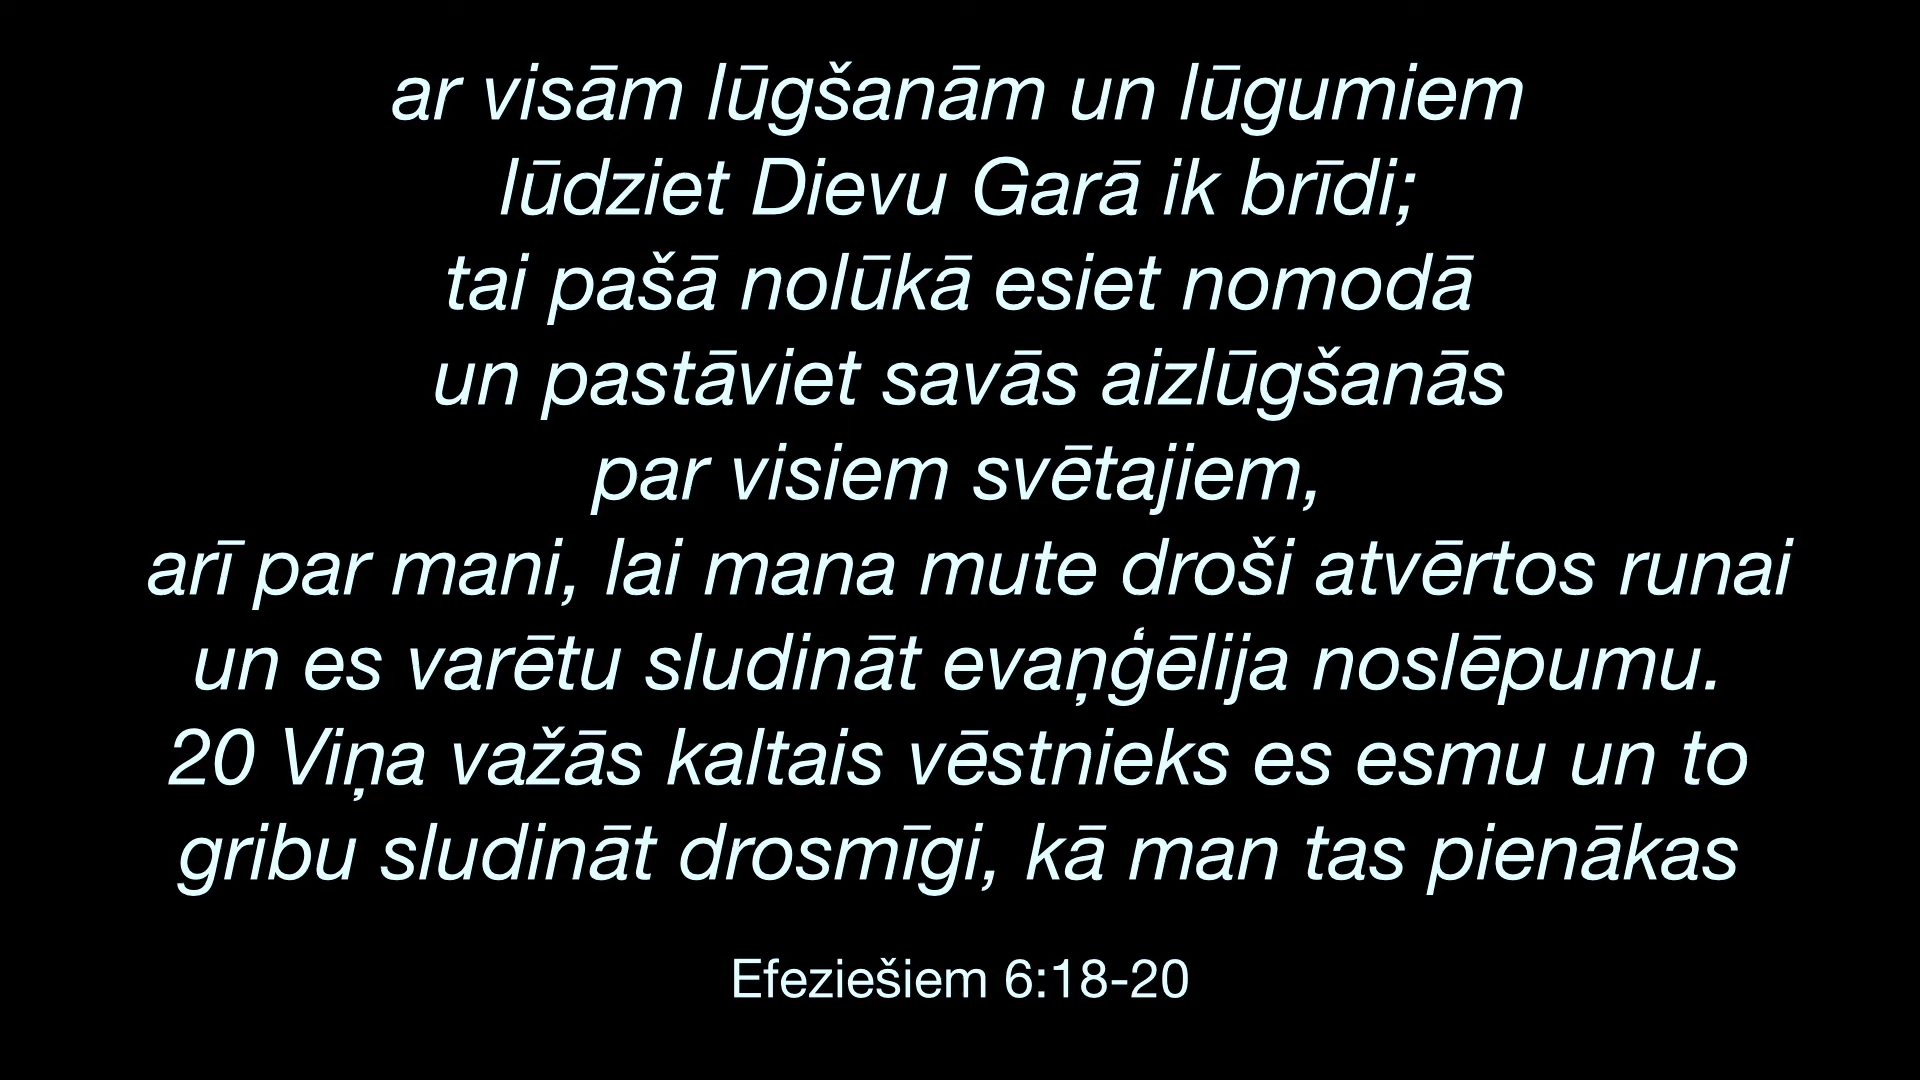 ar visām lūgšanām un lūgumiem
lūdziet Dievu Garā ik brīdi;
tai pašā nolūkā esiet nomodā
un pastāviet savās aizlūgšanās
par visiem svētajiem,
arī par mani, lai mana mute droši atvērtos runai
un es varētu sludināt evaņģēlija noslēpumu.
20 Viņa važās kaltais vēstnieks es esmu un to
gribu sludināt drosmīgi, kā man tas pienākas
Efeziešiem 6:18-20